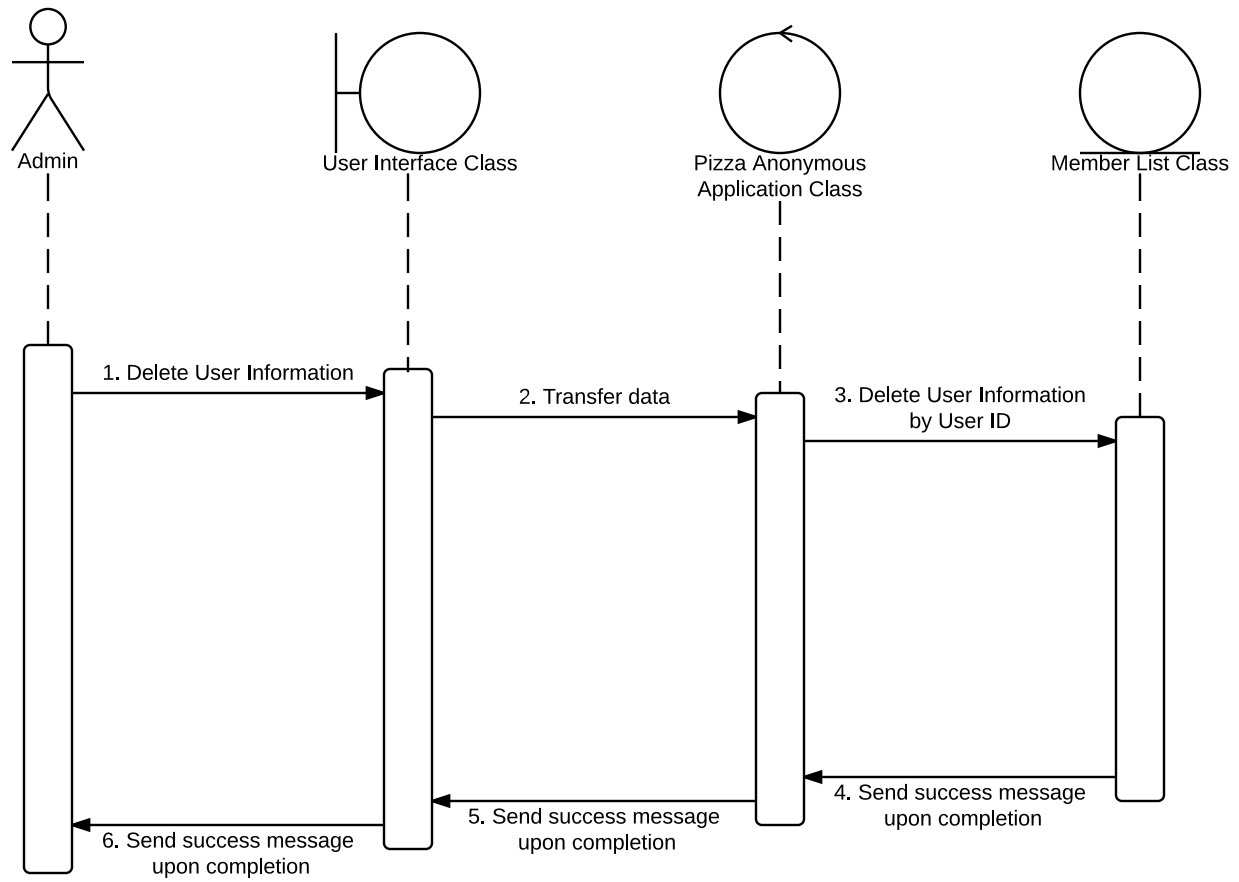 Admin
User Interface Class
Pizza Anonymous
Application Class
Member List Class
1. Delete User Information
2. Transfer data
3. Delete User Information
by User ID
4. Send success message
upon completion
5. Send success message
upon completion
6. Send success message
upon completion